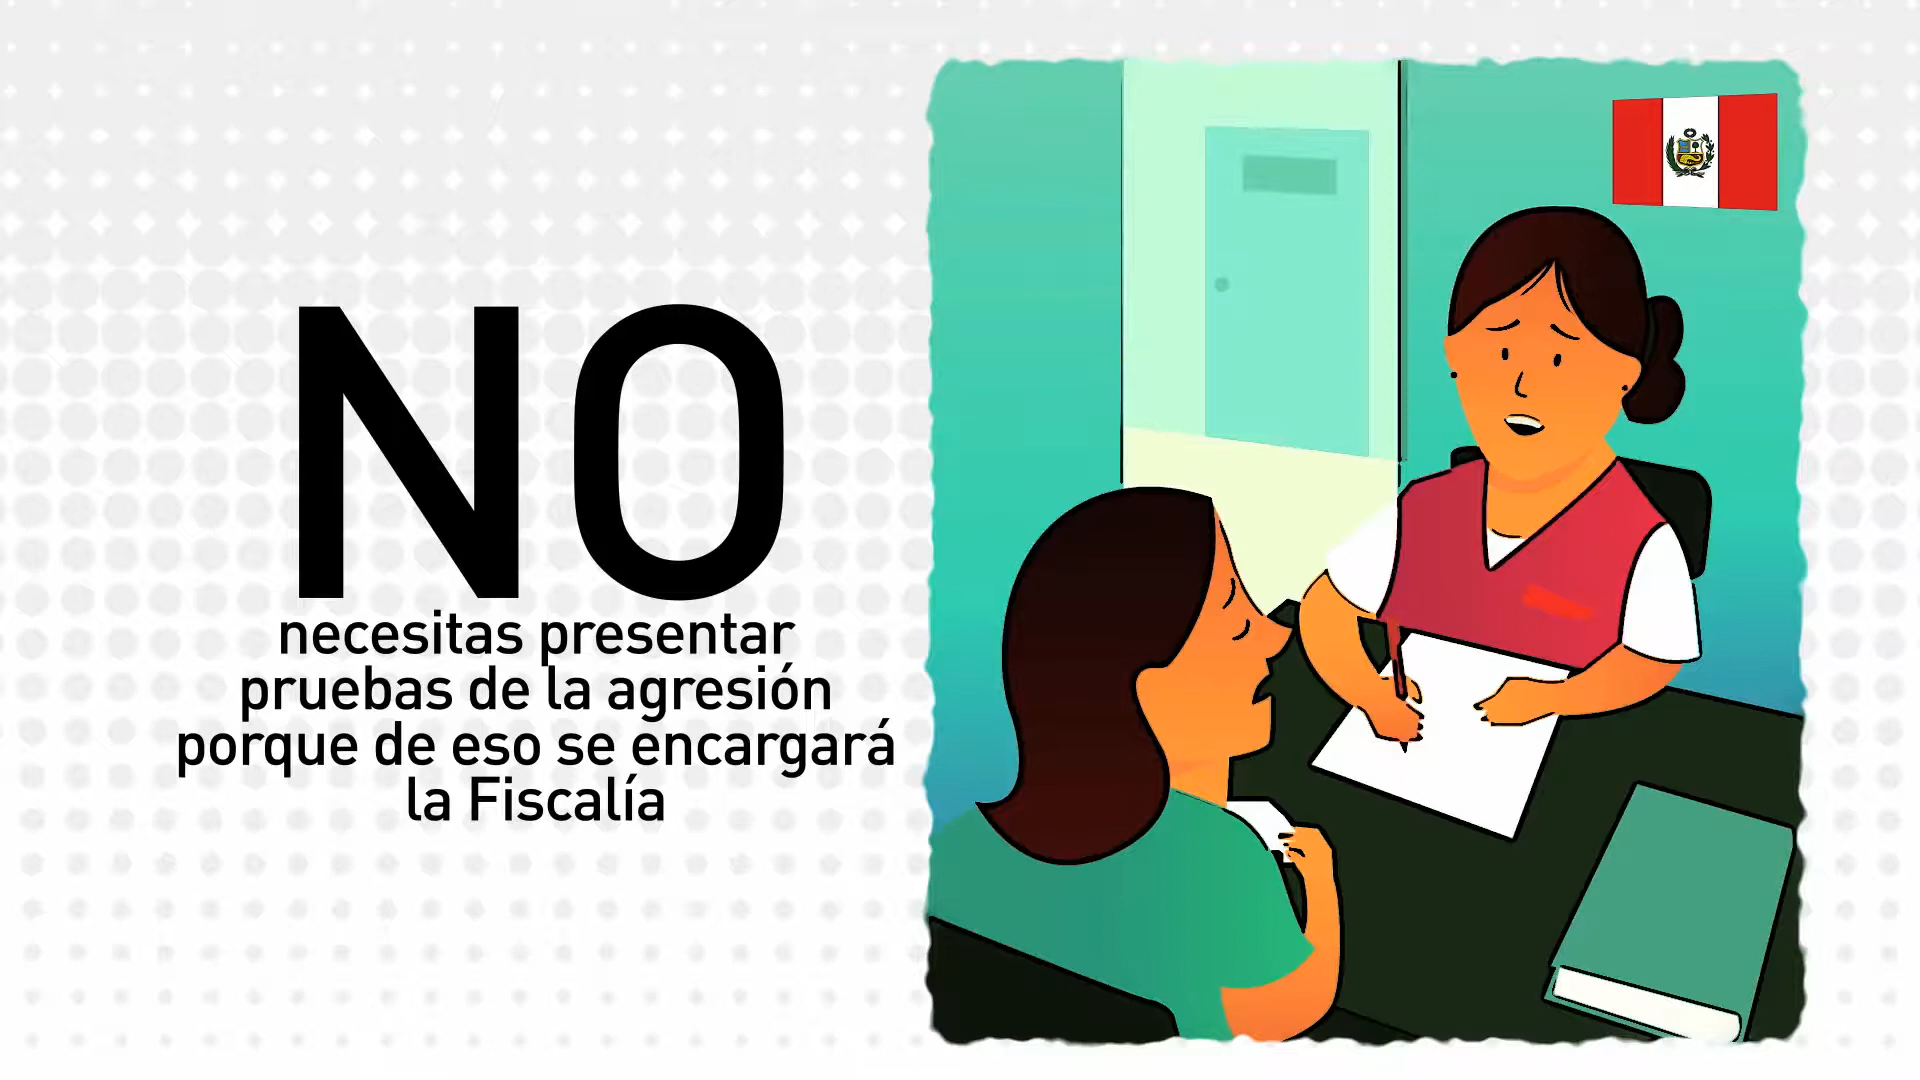 NO
necesitas presentar
pruebas de la agresión
porque de eso se encargará
la Fiscalía